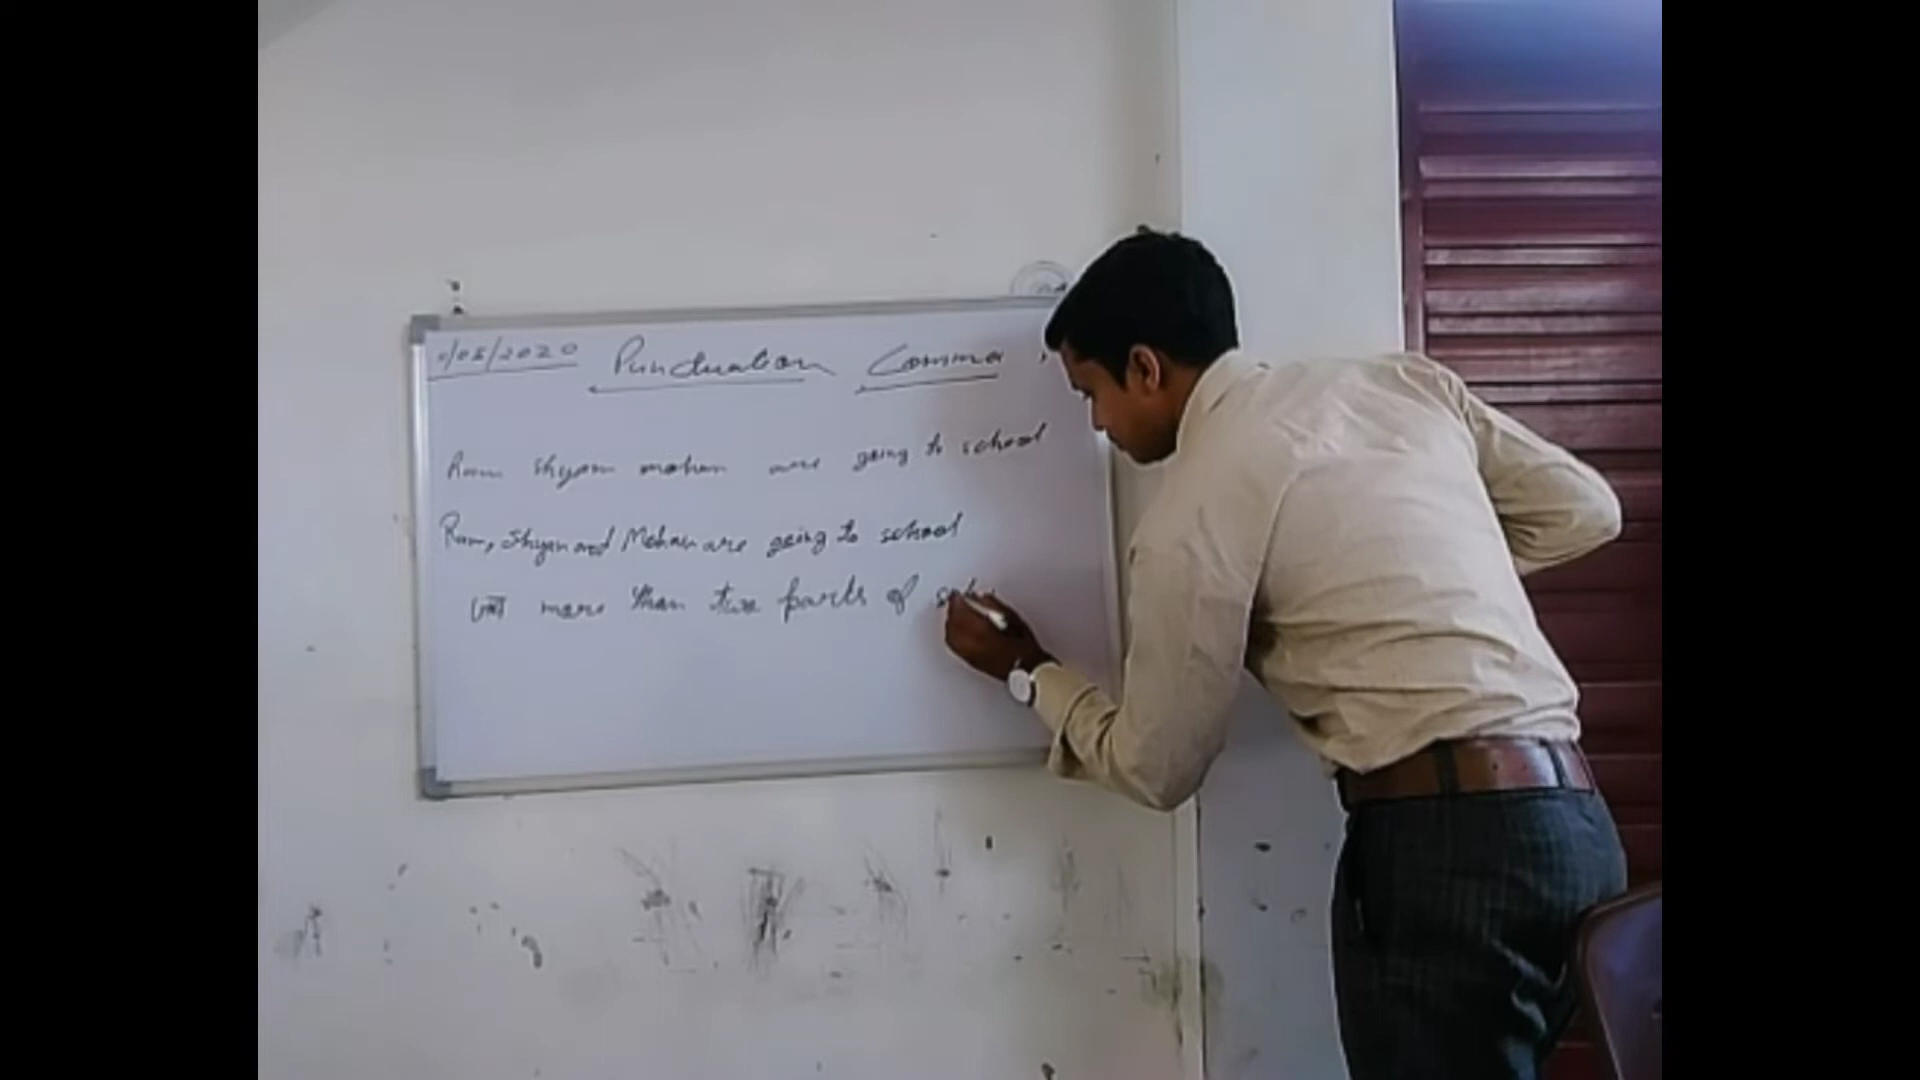 /05/2020 Punctuation Comma ,
Ram Shyam mohan are going to school
Ram, Shyam and Mohan are going to school
more than two parts of